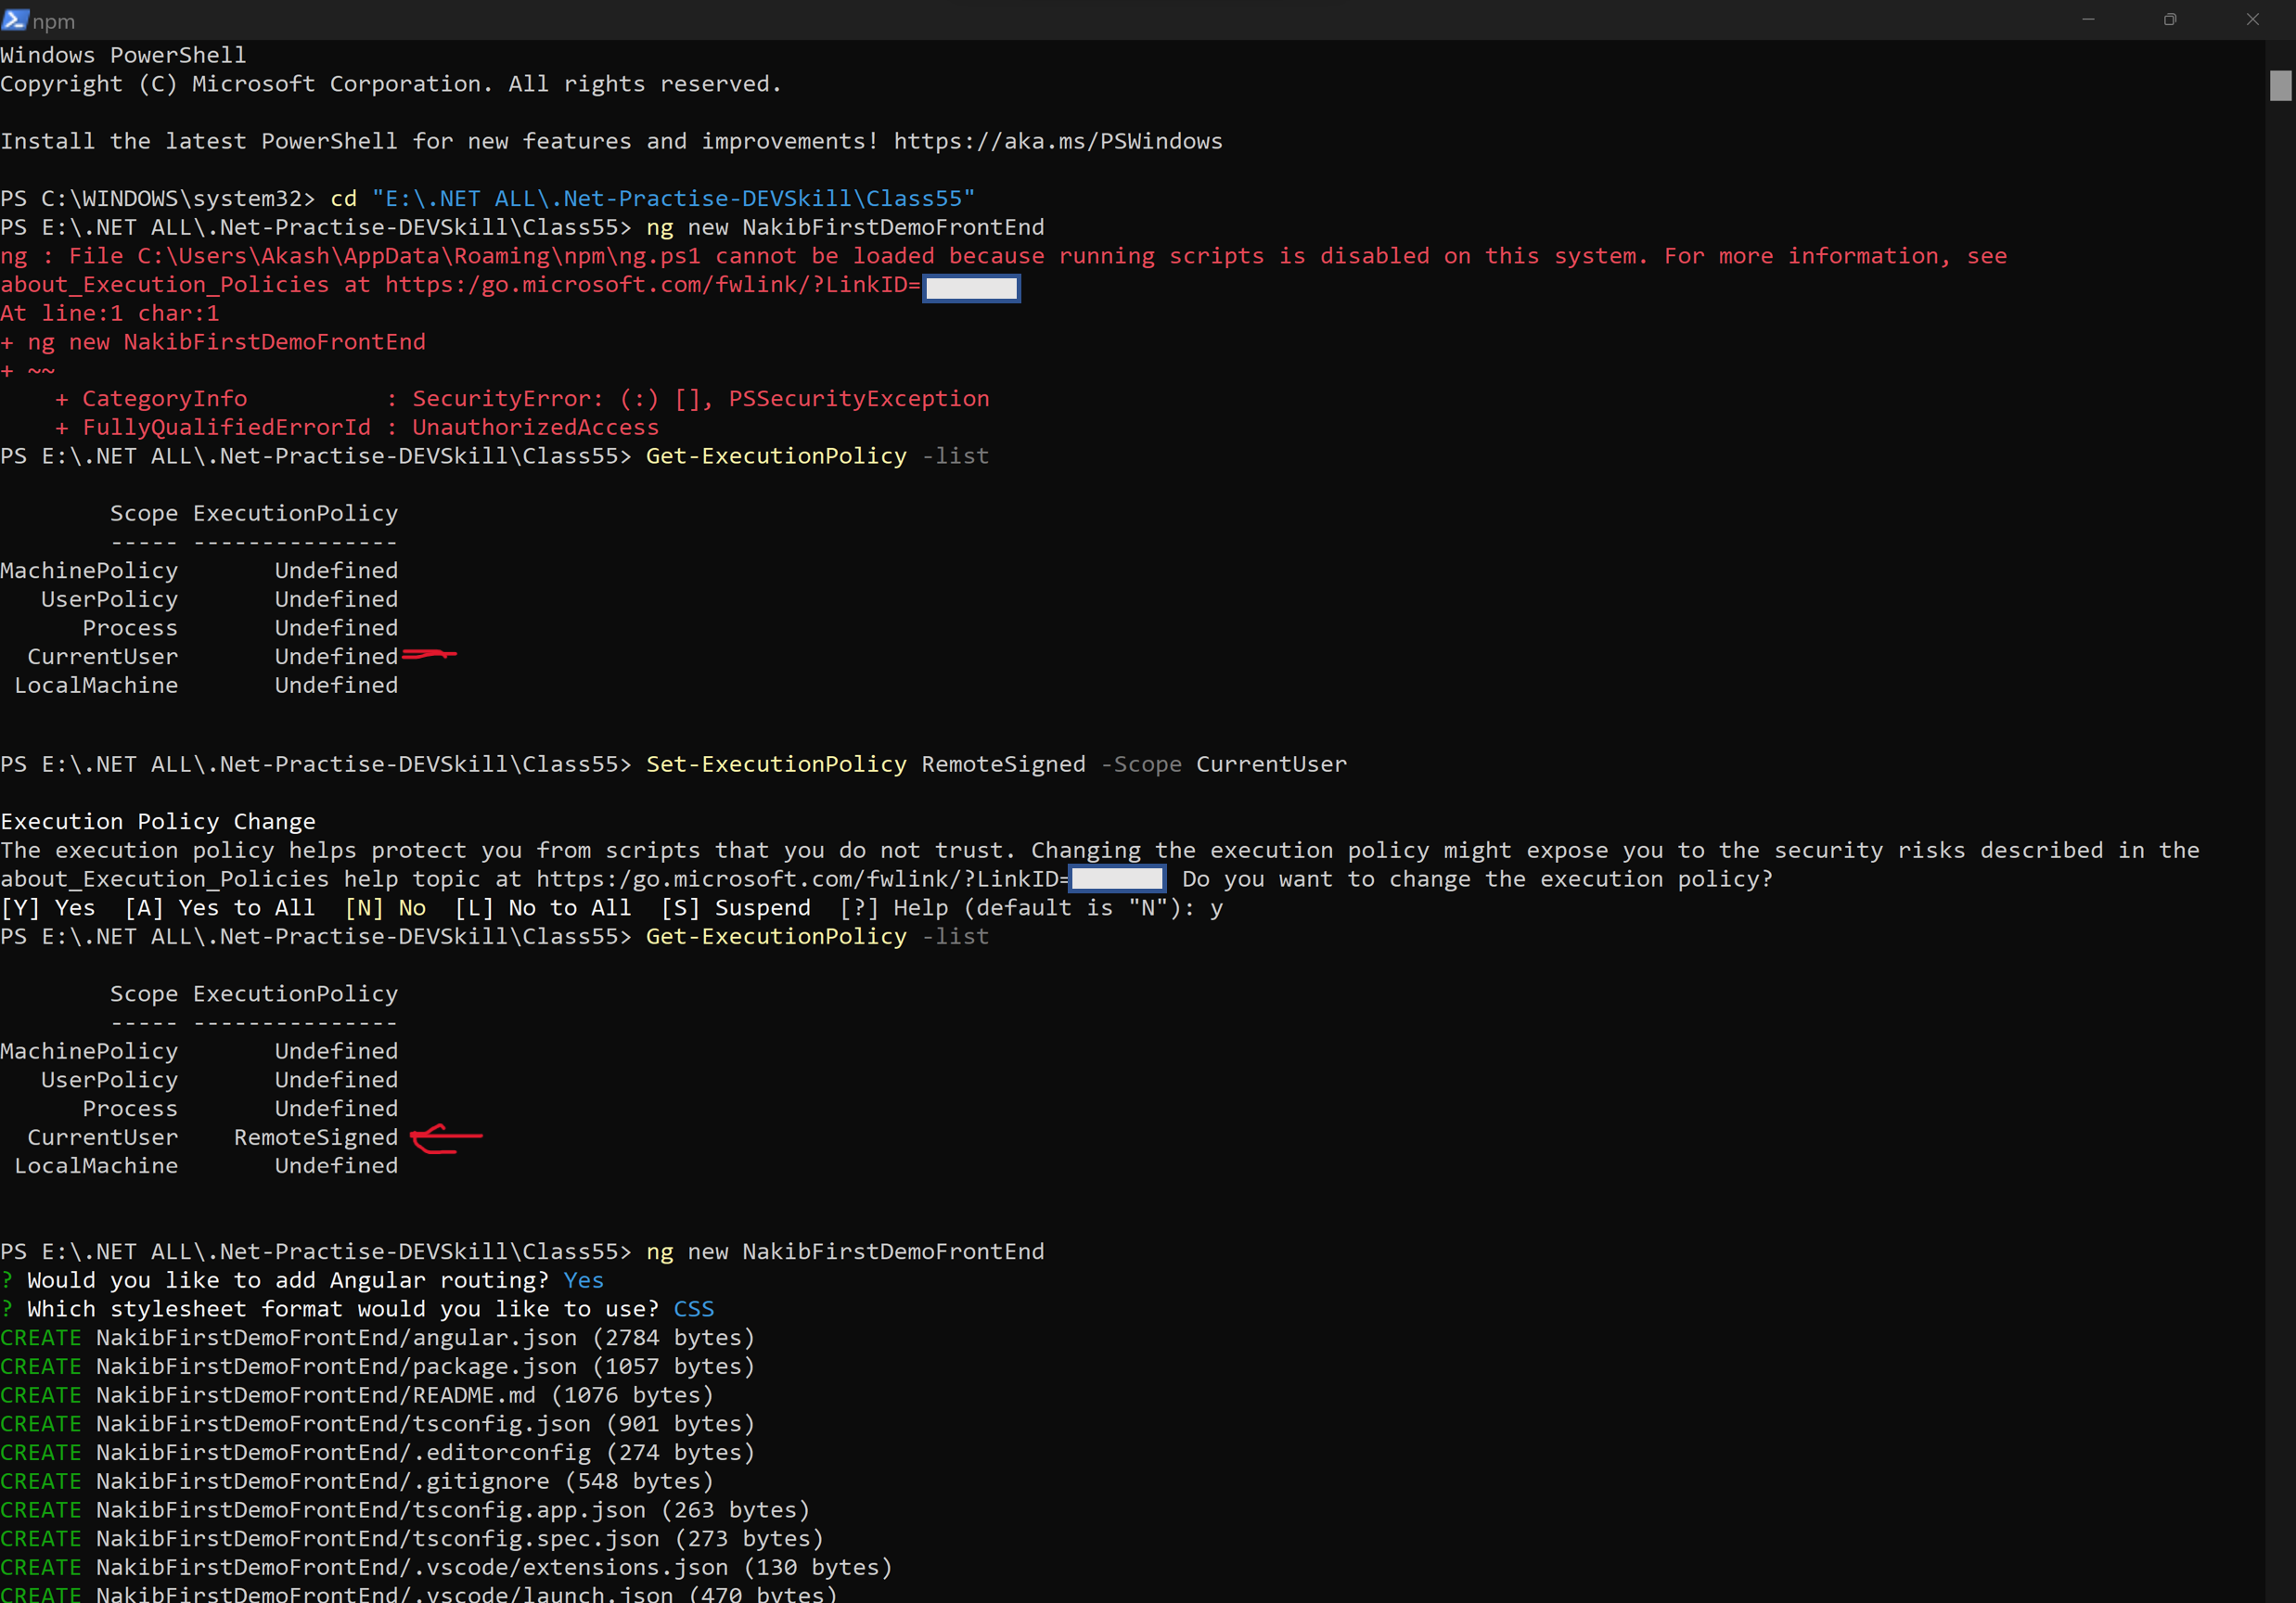 npm
Windows PowerShell
Copyright (C) Microsoft Corporation. All rights reserved.
Install the latest PowerShell for new features and improvements! https://aka.ms/PSWindows
PS C:\WINDOWS\system32> cd "E:\.NET ALL\.Net-Practise-DEVSkill\Class55"
PS E:\.NET ALL\.Net-Practise-DEVSkill\Class55> ng new NakibFirstDemoFrontEnd
ng : File C:\Users\Akash\AppData\Roaming\npm\ng.ps1 cannot be loaded because running scripts is disabled on this system. For more information, see
about_Execution_Policies at https:/go.microsoft.com/fwlink/?LinkID=
At line:1 char:1
+ ng new NakibFirstDemoFrontEnd
+ ~~
    + CategoryInfo          : SecurityError: (:) [], PSSecurityException
    + FullyQualifiedErrorId : UnauthorizedAccess
PS E:\.NET ALL\.Net-Practise-DEVSkill\Class55> Get-ExecutionPolicy -list
        Scope ExecutionPolicy
        ----- ---------------
MachinePolicy       Undefined
   UserPolicy       Undefined
      Process       Undefined
  CurrentUser       Undefined
 LocalMachine       Undefined
PS E:\.NET ALL\.Net-Practise-DEVSkill\Class55> Set-ExecutionPolicy RemoteSigned -Scope CurrentUser
Execution Policy Change
The execution policy helps protect you from scripts that you do not trust. Changing the execution policy might expose you to the security risks described in the
about_Execution_Policies help topic at https:/go.microsoft.com/fwlink/?LinkID= Do you want to change the execution policy?
[Y] Yes  [A] Yes to All  [N] No  [L] No to All  [S] Suspend  [?] Help (default is "N"): y
PS E:\.NET ALL\.Net-Practise-DEVSkill\Class55> Get-ExecutionPolicy -list
        Scope ExecutionPolicy
        ----- ---------------
MachinePolicy       Undefined
   UserPolicy       Undefined
      Process       Undefined
  CurrentUser    RemoteSigned
 LocalMachine       Undefined
PS E:\.NET ALL\.Net-Practise-DEVSkill\Class55> ng new NakibFirstDemoFrontEnd
? Would you like to add Angular routing? Yes
? Which stylesheet format would you like to use? CSS
CREATE NakibFirstDemoFrontEnd/angular.json (2784 bytes)
CREATE NakibFirstDemoFrontEnd/package.json (1057 bytes)
CREATE NakibFirstDemoFrontEnd/README.md (1076 bytes)
CREATE NakibFirstDemoFrontEnd/tsconfig.json (901 bytes)
CREATE NakibFirstDemoFrontEnd/.editorconfig (274 bytes)
CREATE NakibFirstDemoFrontEnd/.gitignore (548 bytes)
CREATE NakibFirstDemoFrontEnd/tsconfig.app.json (263 bytes)
CREATE NakibFirstDemoFrontEnd/tsconfig.spec.json (273 bytes)
CREATE NakibFirstDemoFrontEnd/.vscode/extensions.json (130 bytes)
CREATE NakibFirstDemoFrontEnd/.vscode/launch.json (470 bytes)